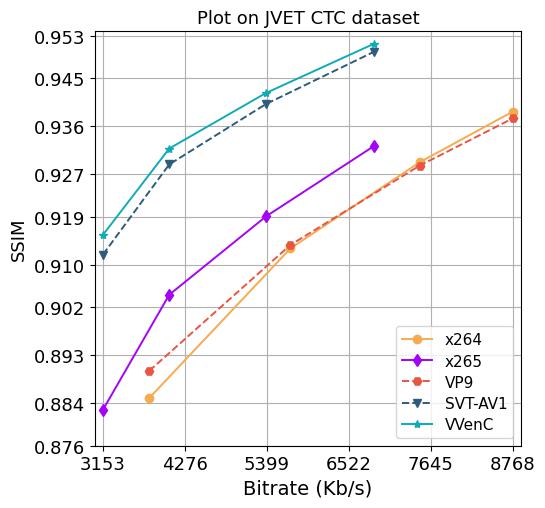 Plot on JVET CTC dataset
0.953
0.945
0.936
0.927
0.919
0.910
0.902
0.893
0.884
0.876
SSIM
x264
x265
VP9
SVT-AV1
VVenC
3153 4276 5399 6522 7645 8768
Bitrate (Kb/s)